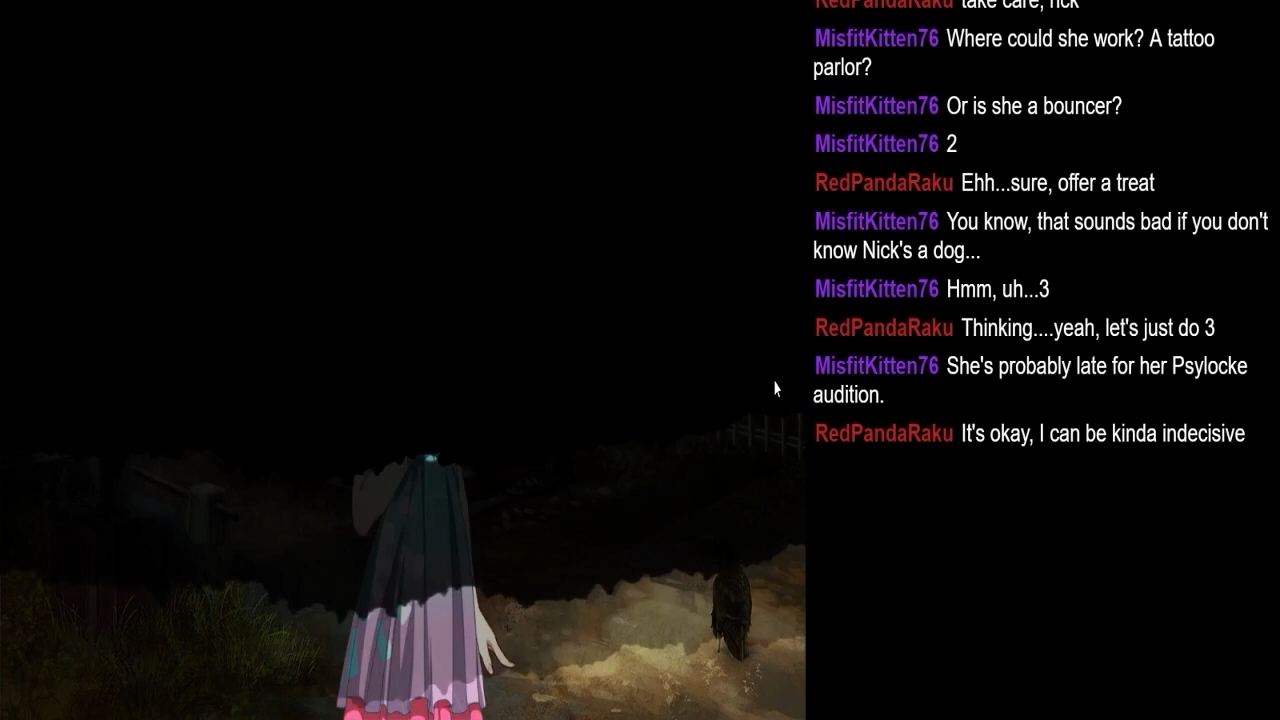 RedPandaRaku take care, rick
MisfitKitten76 Where could she work? A tattoo
parlor?
MisfitKitten76 Or is she a bouncer?
MisfitKitten76 2
RedPandaRaku Ehh...sure, offer a treat
MisfitKitten76 You know, that sounds bad if you don't
know Nick's a dog...
MisfitKitten76 Hmm, uh...3
RedPandaRaku Thinking....yeah, let's just do 3
MisfitKitten76 She's probably late for her Psylocke
audition.
RedPandaRaku It's okay, I can be kinda indecisive